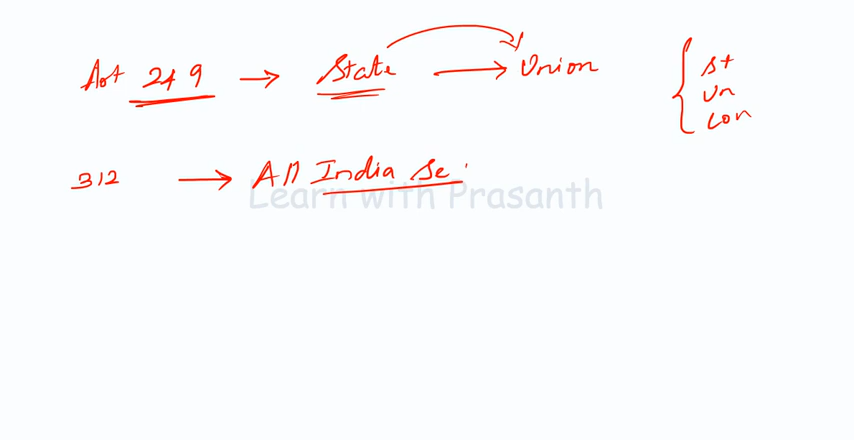 Art 249 → State → Union
{ St
Un
Con
312 → All India Se.
Learn with Prasanth